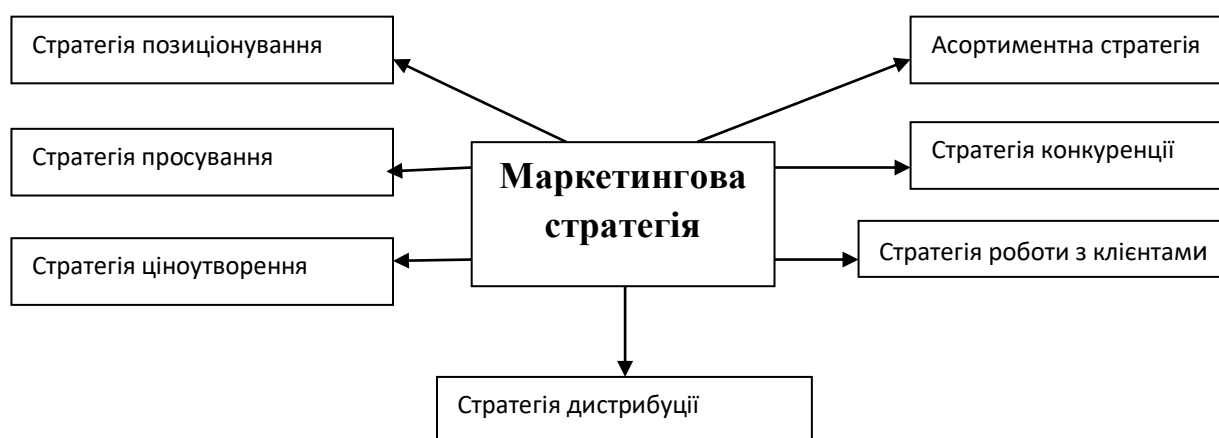 Стратегія позиціонування
Асортиментна стратегія
Стратегія просування
Маркетингова
стратегія
Стратегія конкуренції
Стратегія ціноутворення
Стратегія роботи з клієнтами
Стратегія дистрибуції